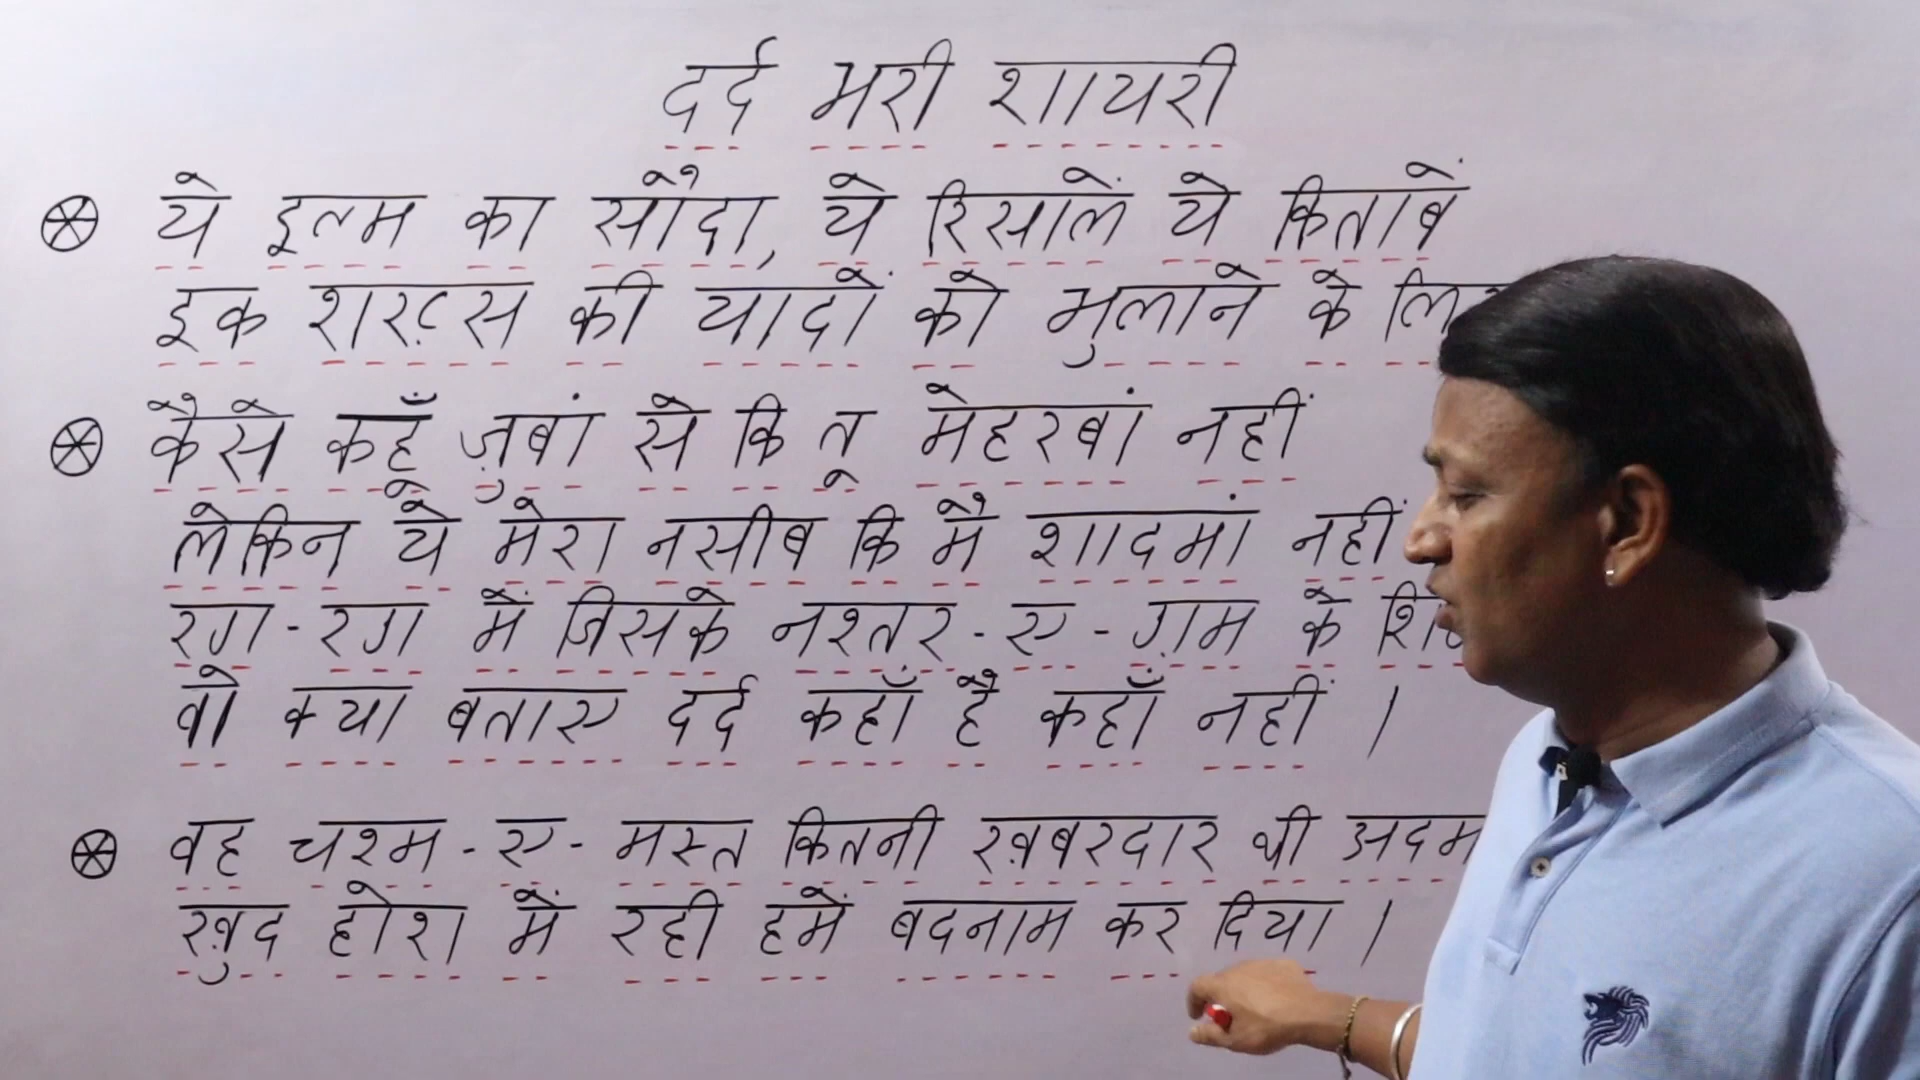 दर्द भरी शायरी
ये इल्म का सौदा, ये रिसालें ये किताबें
इक शख़्स की यादों को भुलाने के
कैसे कहूँ ज़ुबां से कि तू मेहरबां नहीं
लेकिन ये मेरा नसीब कि मैं शादमां नहीं
रग-रग में जिसके नश्तर-ए-ग़म के
वो क्या बताए दर्द कहाँ है कहाँ नहीं ।
वह चश्म-ए-मस्त कितनी ख़बरदार थी अदम
ख़ुद होश में रही हमें बदनाम कर दिया ।